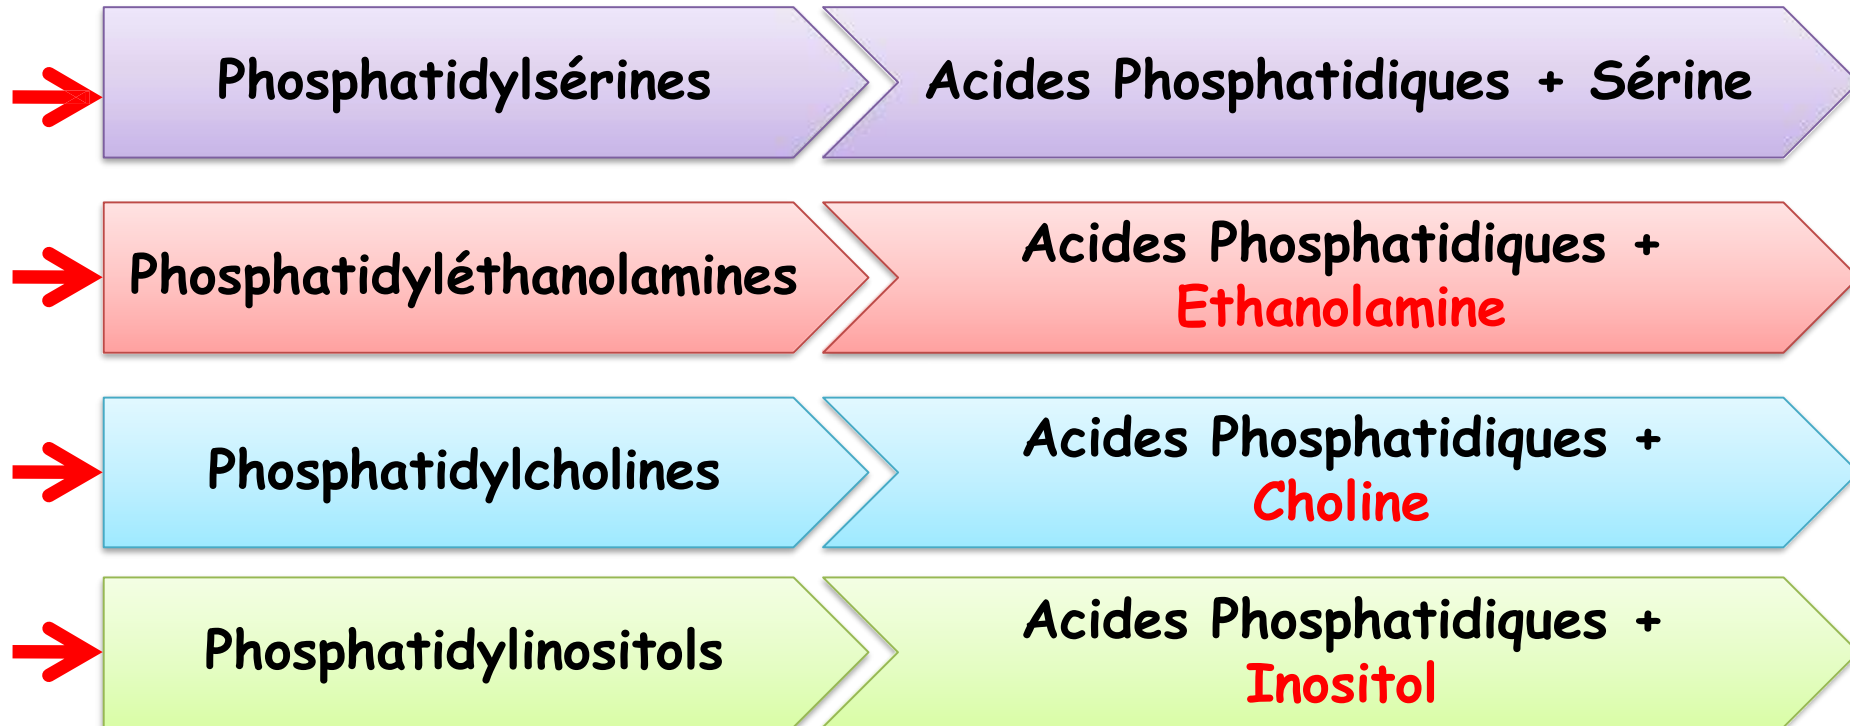 Phosphatidylsérines
Acides Phosphatidiques + Sérine
Phosphatidyléthanolamines
Acides Phosphatidiques +
Ethanolamine
Phosphatidylcholines
Acides Phosphatidiques +
Choline
Phosphatidylinositols
Acides Phosphatidiques +
Inositol